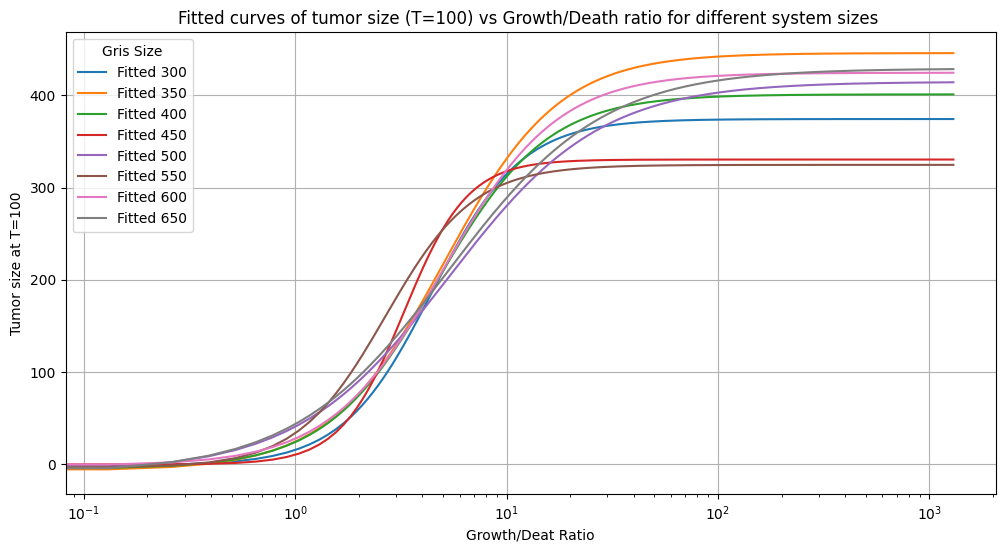 Fitted curves of tumor size (T=100) vs Growth/Death ratio for different system sizes
Gris Size
Fitted 300
Fitted 350
Fitted 400
Fitted 450
Fitted 500
Fitted 550
Fitted 600
Fitted 650
Tumor size at T=100
400
300
200
100
0
10⁻¹
10⁰
10¹
10²
10³
Growth/Deat Ratio